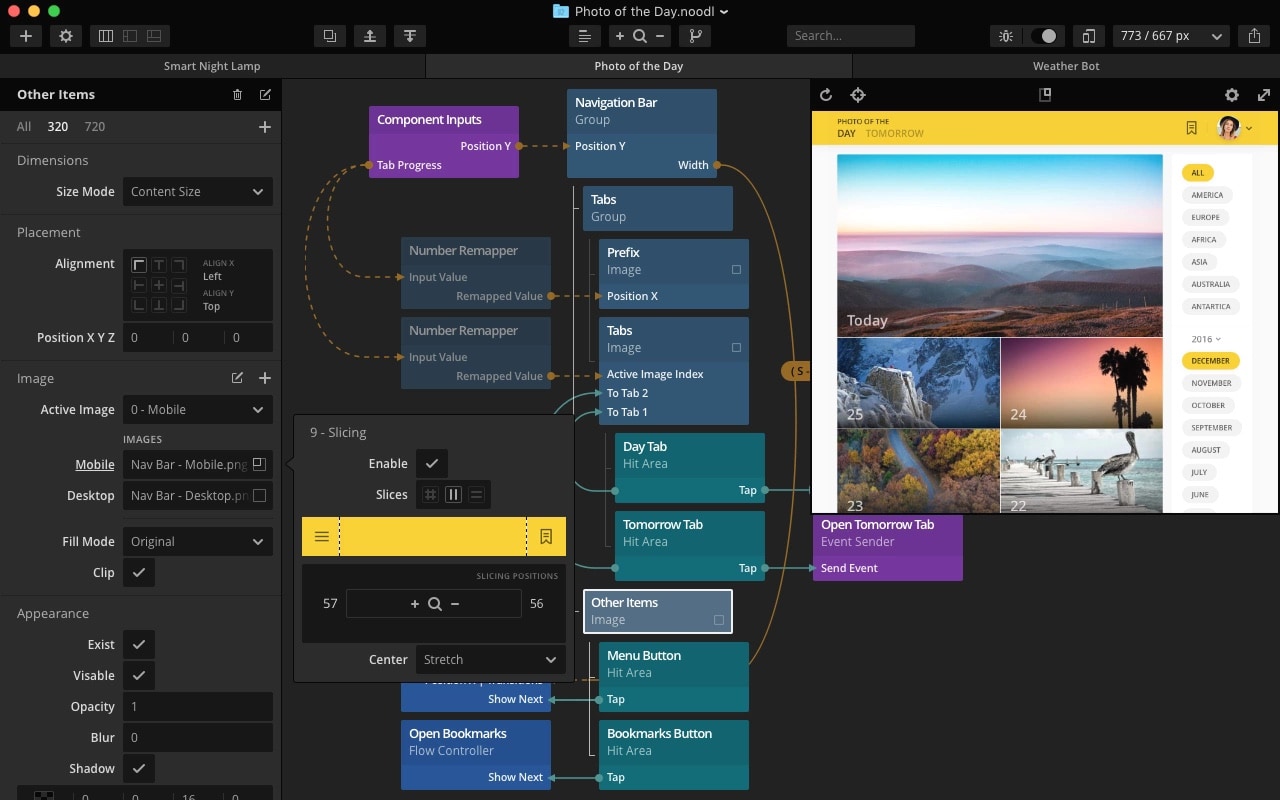 Photo of the Day.noodl
Search...
773 / 667 px
Smart Night Lamp
Photo of the Day
Weather Bot
Other Items
All 320 720
Dimensions
Size Mode Content Size
Placement
Alignment
ALIGN X
Left
ALIGN Y
Top
Position X Y Z 0 0 0
Image
Active Image 0 - Mobile
IMAGES
Mobile Nav Bar - Mobile.png
Desktop Nav Bar - Desktop.pn
Fill Mode Original
Clip
Appearance
Exist
Visable
Opacity 1
Blur 0
Shadow
0 0 16 0
Component Inputs
Position Y
Tab Progress
Navigation Bar
Group
Position Y
Width
Tabs
Group
Number Remapper
Input Value
Remapped Value
Prefix
Image
Position X
Number Remapper
Input Value
Remapped Value
Tabs
Image
Active Image Index
To Tab 2
To Tab 1
( S -
9 - Slicing
Enable
Slices
SLICING POSITIONS
57 56
Center Stretch
Day Tab
Hit Area
Tap
Tomorrow Tab
Hit Area
Tap
Open Tomorrow Tab
Event Sender
Send Event
Other Items
Image
Menu Button
Hit Area
Tap
Show Next
Open Bookmarks
Flow Controller
Show Next
Bookmarks Button
Hit Area
Tap
PHOTO OF THE
DAY TOMORROW
Today
25
24
23
22
ALL
AMERICA
EUROPE
AFRICA
ASIA
AUSTRALIA
ANTARTICA
2016
DECEMBER
NOVEMBER
OCTOBER
SEPTEMBER
AUGUST
JULY
JUNE